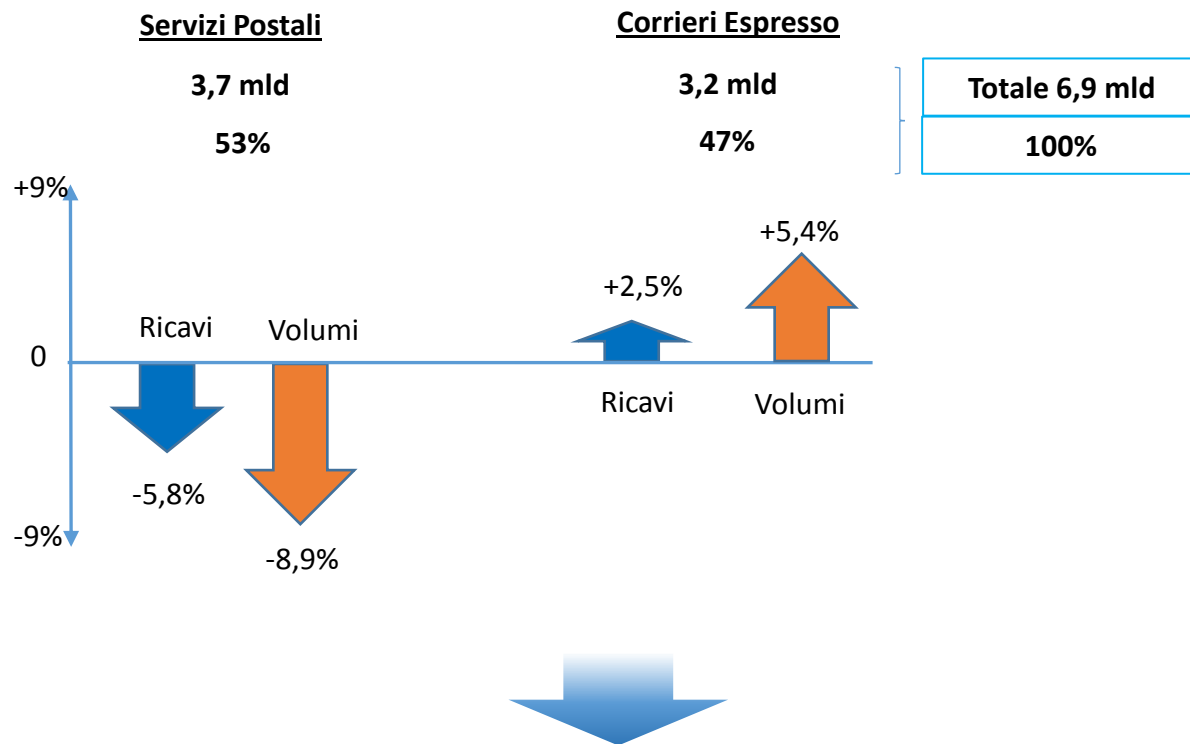 Servizi Postali
Corrieri Espresso
3,7 mld
3,2 mld
Totale 6,9 mld
53%
47%
100%
+9%
+5,4%
+2,5%
Ricavi
Volumi
0
Ricavi
Volumi
-5,8%
-9%
-8,9%